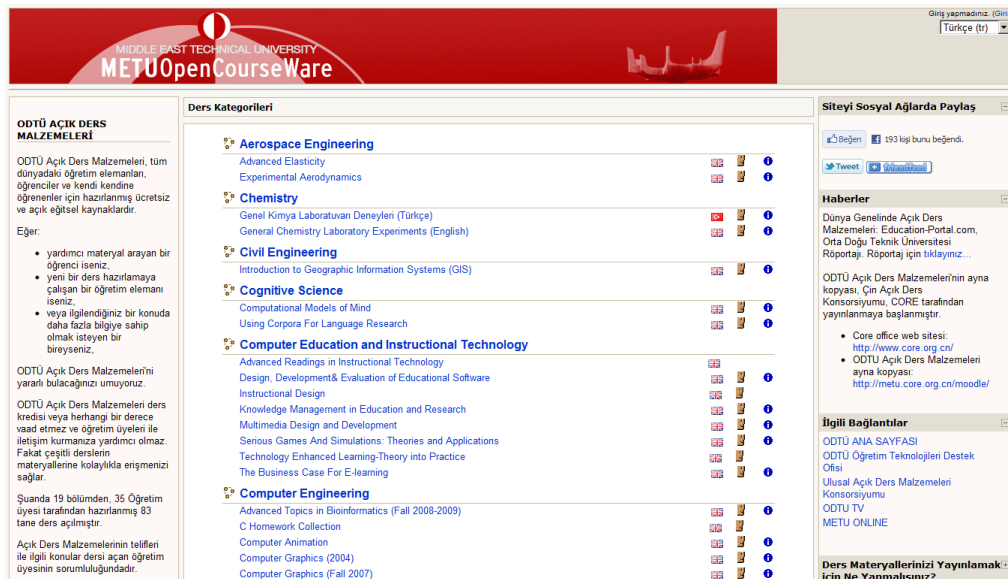 Giriş yapmadınız. (Giri
Türkçe (tr)
MIDDLE EAST TECHNICAL UNIVERSITY
METUOpenCourseWare
ODTÜ AÇIK DERS
MALZEMELERİ
ODTÜ Açık Ders Malzemeleri, tüm
dünyadaki öğretim elemanları,
öğrenciler ve kendi kendine
öğrenenler için hazırlanmış ücretsiz
ve açık eğitsel kaynaklardır.
Eğer:
yardımcı materyal arayan bir
öğrenci iseniz,
yeni bir ders hazırlamaya
çalışan bir öğretim elemanı
iseniz,
veya ilgilendiğiniz bir konuda
daha fazla bilgiye sahip
olmak isteyen bir
bireyseniz,
ODTÜ Açık Ders Malzemeleri'ni
yararlı bulacağınızı umuyoruz.
ODTÜ Açık Ders Malzemeleri ders
kredisi veya herhangi bir derece
vaad etmez ve öğretim üyeleri ile
iletişim kurmanıza yardımcı olmaz.
Fakat çeşitli derslerin
materyallerine kolaylıkla erişmenizi
sağlar.
Şuanda 19 bölümden, 35 Öğretim
üyesi tarafından hazırlanmış 83
tane ders açılmıştır.
Açık Ders Malzemelerinin telifleri
ile ilgili konular dersi açan öğretim
üyesinin sorumluluğundadır.
Ders Kategorileri
Aerospace Engineering
Advanced Elasticity
Experimental Aerodynamics
Chemistry
Genel Kimya Laboratuvarı Deneyleri (Türkçe)
General Chemistry Laboratory Experiments (English)
Civil Engineering
Introduction to Geographic Information Systems (GIS)
Cognitive Science
Computational Models of Mind
Using Corpora For Language Research
Computer Education and Instructional Technology
Advanced Readings in Instructional Technology
Design, Development& Evaluation of Educational Software
Instructional Design
Knowledge Management in Education and Research
Multimedia Design and Development
Serious Games And Simulations: Theories and Applications
Technology Enhanced Learning-Theory into Practice
The Business Case For E-learning
Computer Engineering
Advanced Topics in Bioinformatics (Fall 2008-2009)
C Homework Collection
Computer Animation
Computer Graphics (2004)
Computer Graphics (Fall 2007)
Siteyi Sosyal Ağlarda Paylaş
Beğen 193 kişi bunu beğendi.
Tweet friendfeed
Haberler
Dünya Genelinde Açık Ders
Malzemeleri: Education-Portal.com,
Orta Doğu Teknik Üniversitesi
Röportajı. Röportaj için tıklayınız...
ODTÜ Açık Ders Malzemeleri'nin ayna
kopyası, Çin Açık Ders
Konsorsiyumu, CORE tarafından
yayınlanmaya başlanmıştır.
Core office web sitesi:
http://www.core.org.cn/
ODTU Açık Ders Malzemeleri
ayna kopyası:
http://metu.core.org.cn/moodle/
İlgili Bağlantılar
ODTÜ ANA SAYFASI
ODTÜ Öğretim Teknolojileri Destek
Ofisi
Ulusal Açık Ders Malzemeleri
Konsorsiyumu
ODTU TV
METU ONLINE
Ders Materyallerinizi Yayınlamak
için Ne Yapmalısınız?